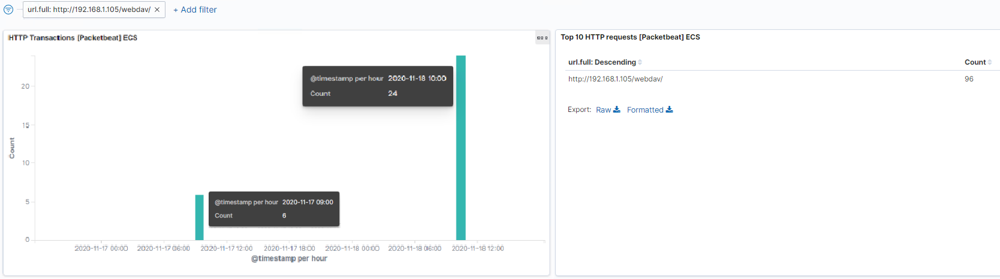 url.full: http://192.168.1.105/webdav/ ×
+ Add filter
HTTP Transactions [Packetbeat] ECS
Count
20
15
10
5
0
@timestamp per hour 2020-11-18 10:00
Count 24
@timestamp per hour 2020-11-17 09:00
Count 6
2020-11-17 00:00 2020-11-17 06:00 2020-11-17 12:00 2020-11-17 18:00 2020-11-18 00:00 2020-11-18 06:00 2020-11-18 12:00
@timestamp per hour
Top 10 HTTP requests [Packetbeat] ECS
url.full: Descending Count
http://192.168.1.105/webdav/ 96
Export: Raw Formatted